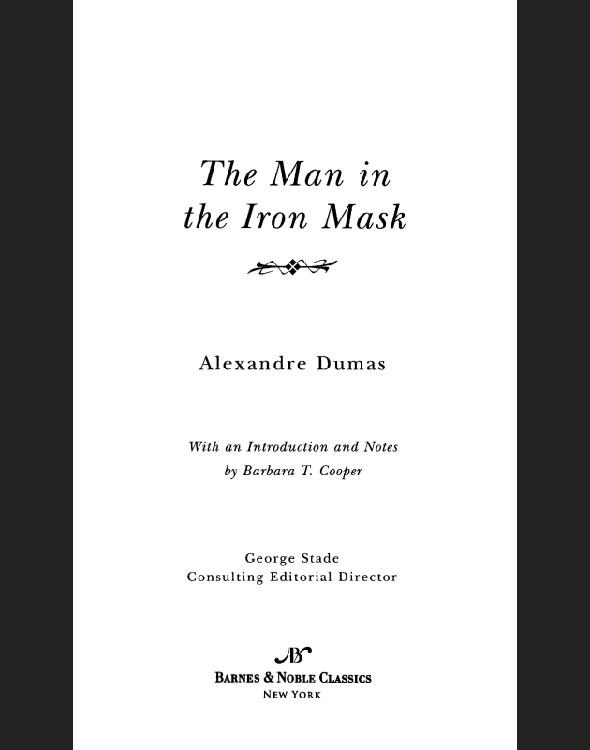 The Man in
the Iron Mask
Alexandre Dumas
With an Introduction and Notes
by Barbara T. Cooper
George Stade
Consulting Editorial Director
BARNES & NOBLE CLASSICS
NEW YORK